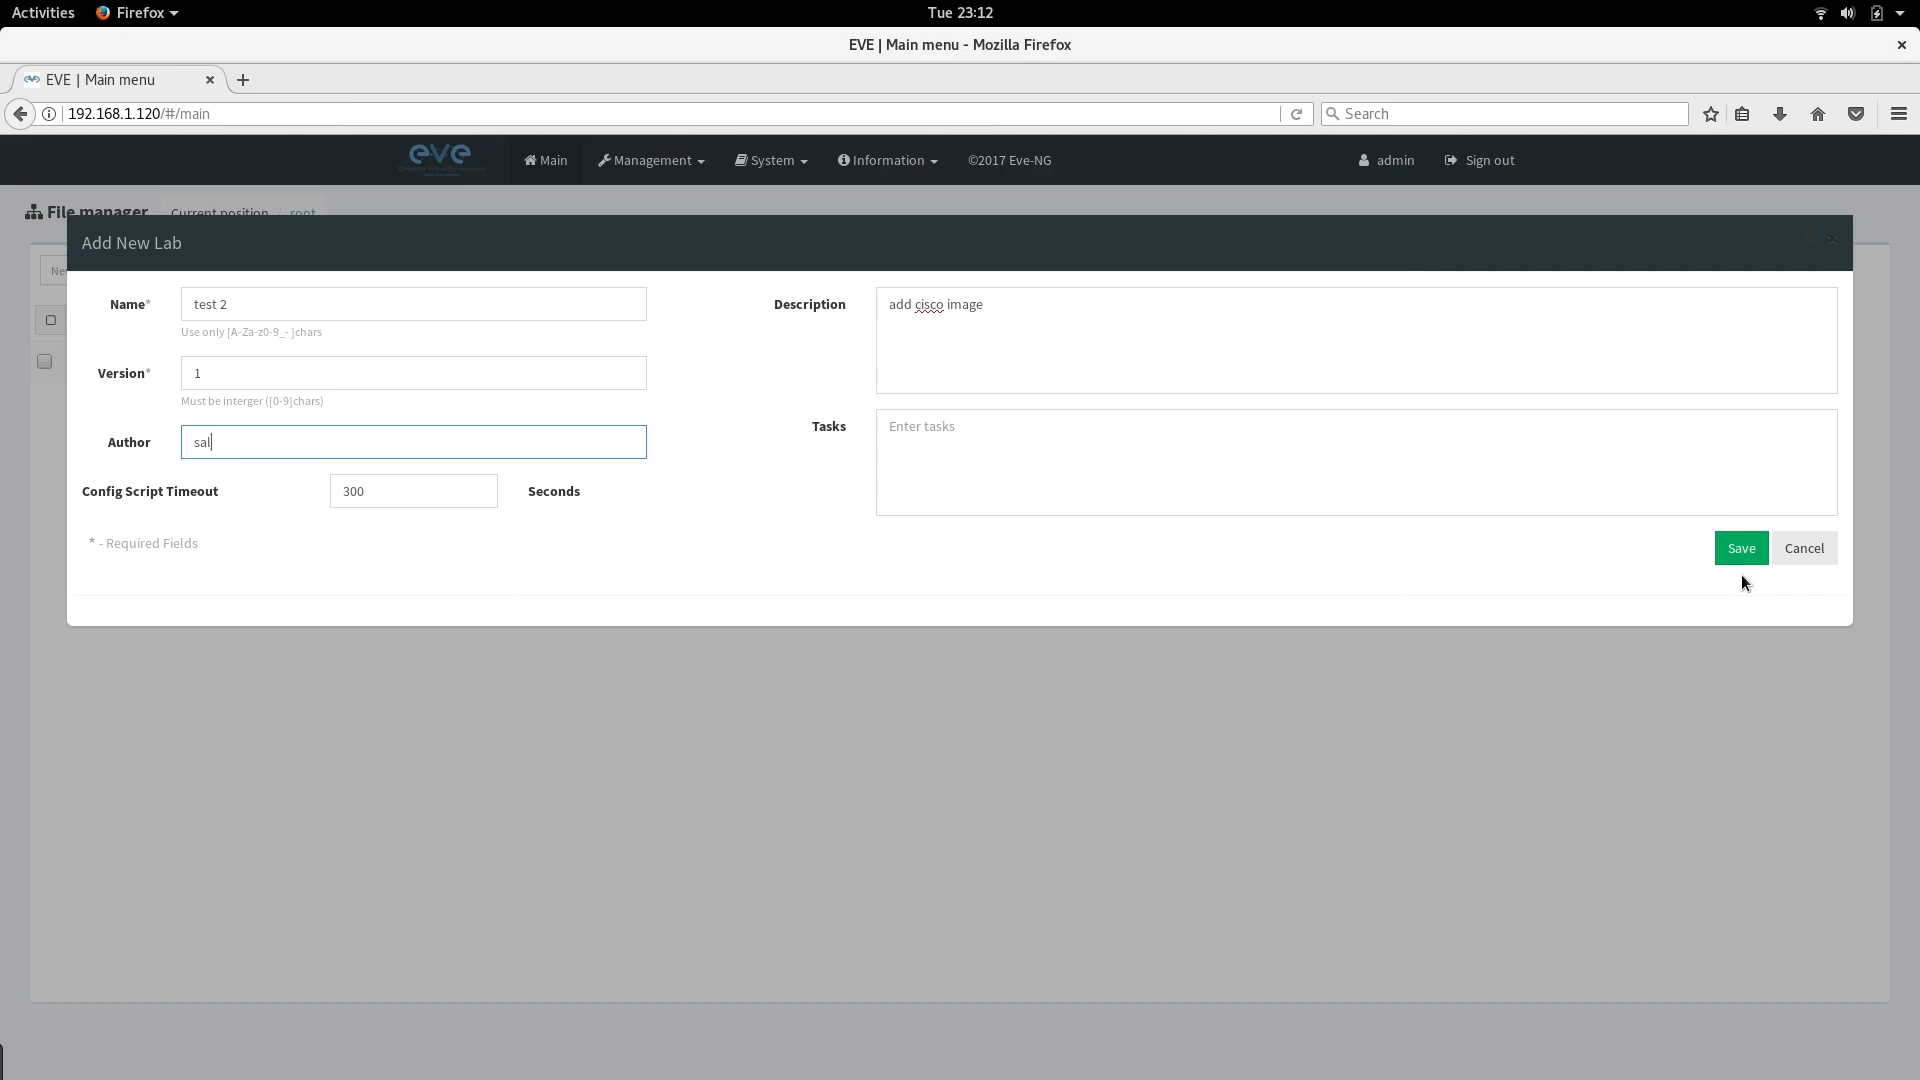 Activities Firefox Tue 23:12
EVE | Main menu - Mozilla Firefox
EVE | Main menu
192.168.1.120/#/main Search
eve Main Management System Information ©2017 Eve-NG admin Sign out
File manager Current position / root
Add New Lab
Ne
Name* test 2 Description add cisco image
Use only [A-Za-z0-9_- ]chars
Version* 1
Must be interger ([0-9]chars)
Author sal Tasks Enter tasks
Config Script Timeout 300 Seconds
* - Required Fields Save Cancel